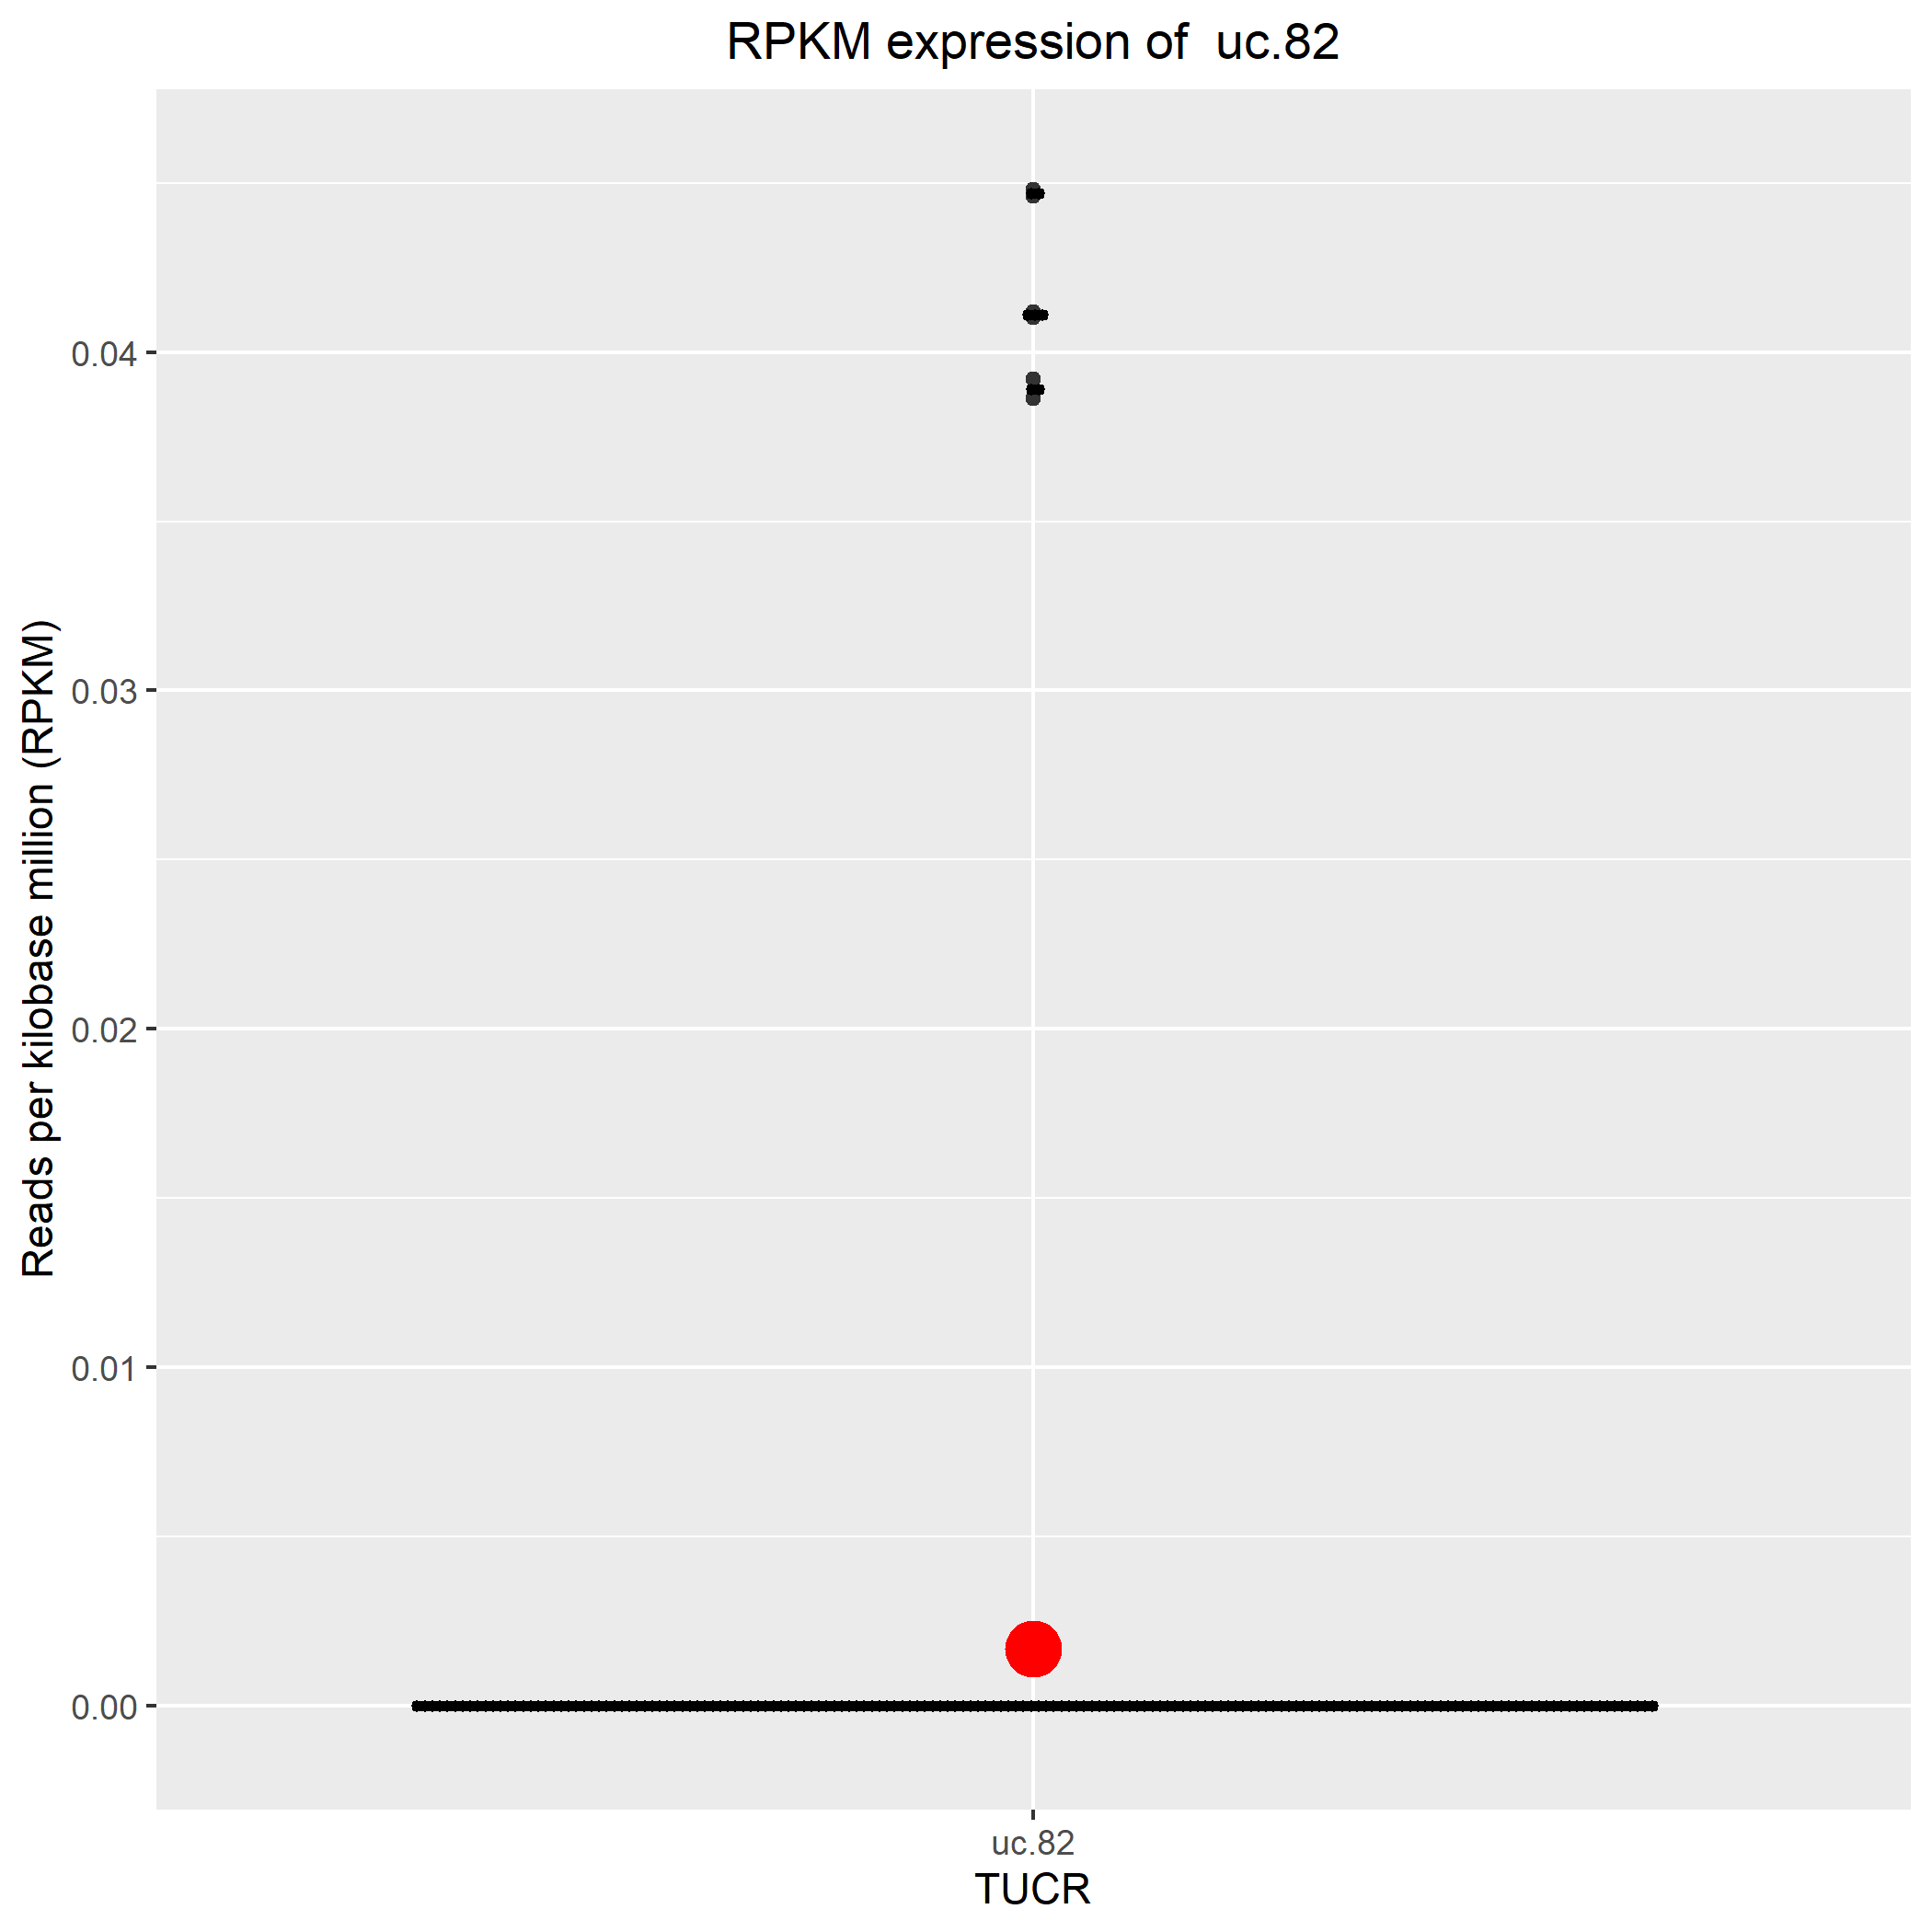 RPKM expression of  uc.82
Reads per kilobase million (RPKM)
0.04
0.03
0.02
0.01
0.00
uc.82
TUCR